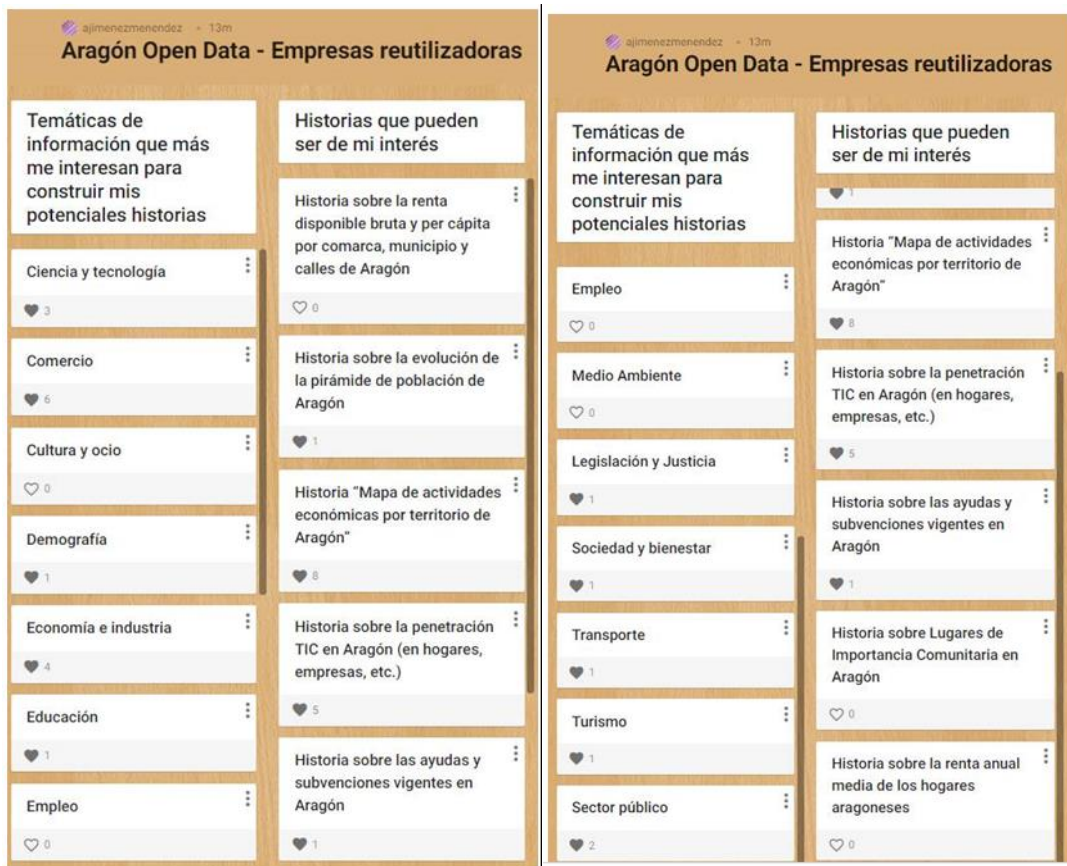 ajimenezmenendez • 13m
Aragón Open Data - Empresas reutilizadoras
Temáticas de
información que más
me interesan para
construir mis
potenciales historias
Ciencia y tecnología
3
Comercio
6
Cultura y ocio
0
Demografía
1
Economía e industria
4
Educación
1
Empleo
0
Historias que pueden
ser de mi interés
Historia sobre la renta
disponible bruta y per cápita
por comarca, municipio y
calles de Aragón
0
Historia sobre la evolución de
la pirámide de población de
Aragón
1
Historia "Mapa de actividades
económicas por territorio de
Aragón"
8
Historia sobre la penetración
TIC en Aragón (en hogares,
empresas, etc.)
5
Historia sobre las ayudas y
subvenciones vigentes en
Aragón
1
ajimenezmenendez • 13m
Aragón Open Data - Empresas reutilizadoras
Temáticas de
información que más
me interesan para
construir mis
potenciales historias
Empleo
0
Medio Ambiente
0
Legislación y Justicia
1
Sociedad y bienestar
1
Transporte
1
Turismo
1
Sector público
2
Historias que pueden
ser de mi interés
1
Historia "Mapa de actividades
económicas por territorio de
Aragón"
8
Historia sobre la penetración
TIC en Aragón (en hogares,
empresas, etc.)
5
Historia sobre las ayudas y
subvenciones vigentes en
Aragón
1
Historia sobre Lugares de
Importancia Comunitaria en
Aragón
0
Historia sobre la renta anual
media de los hogares
aragoneses
0